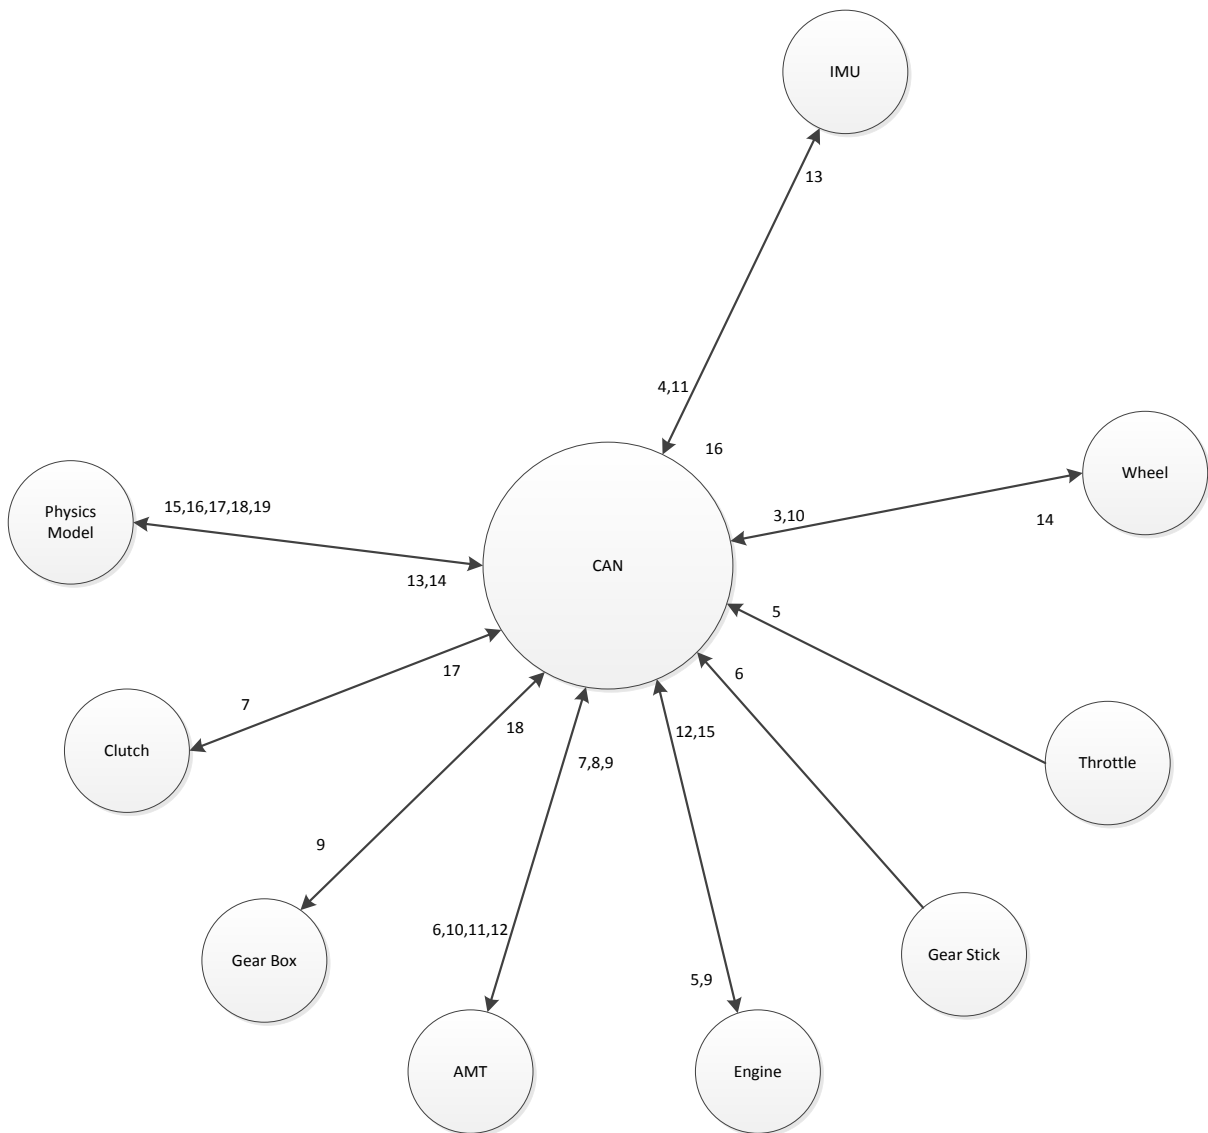 IMU
13
4,11
16
Wheel
3,10
14
Physics
Model
15,16,17,18,19
13,14
CAN
5
Throttle
6
Gear Stick
17
7
Clutch
18
9
Gear Box
7,8,9
6,10,11,12
AMT
12,15
5,9
Engine